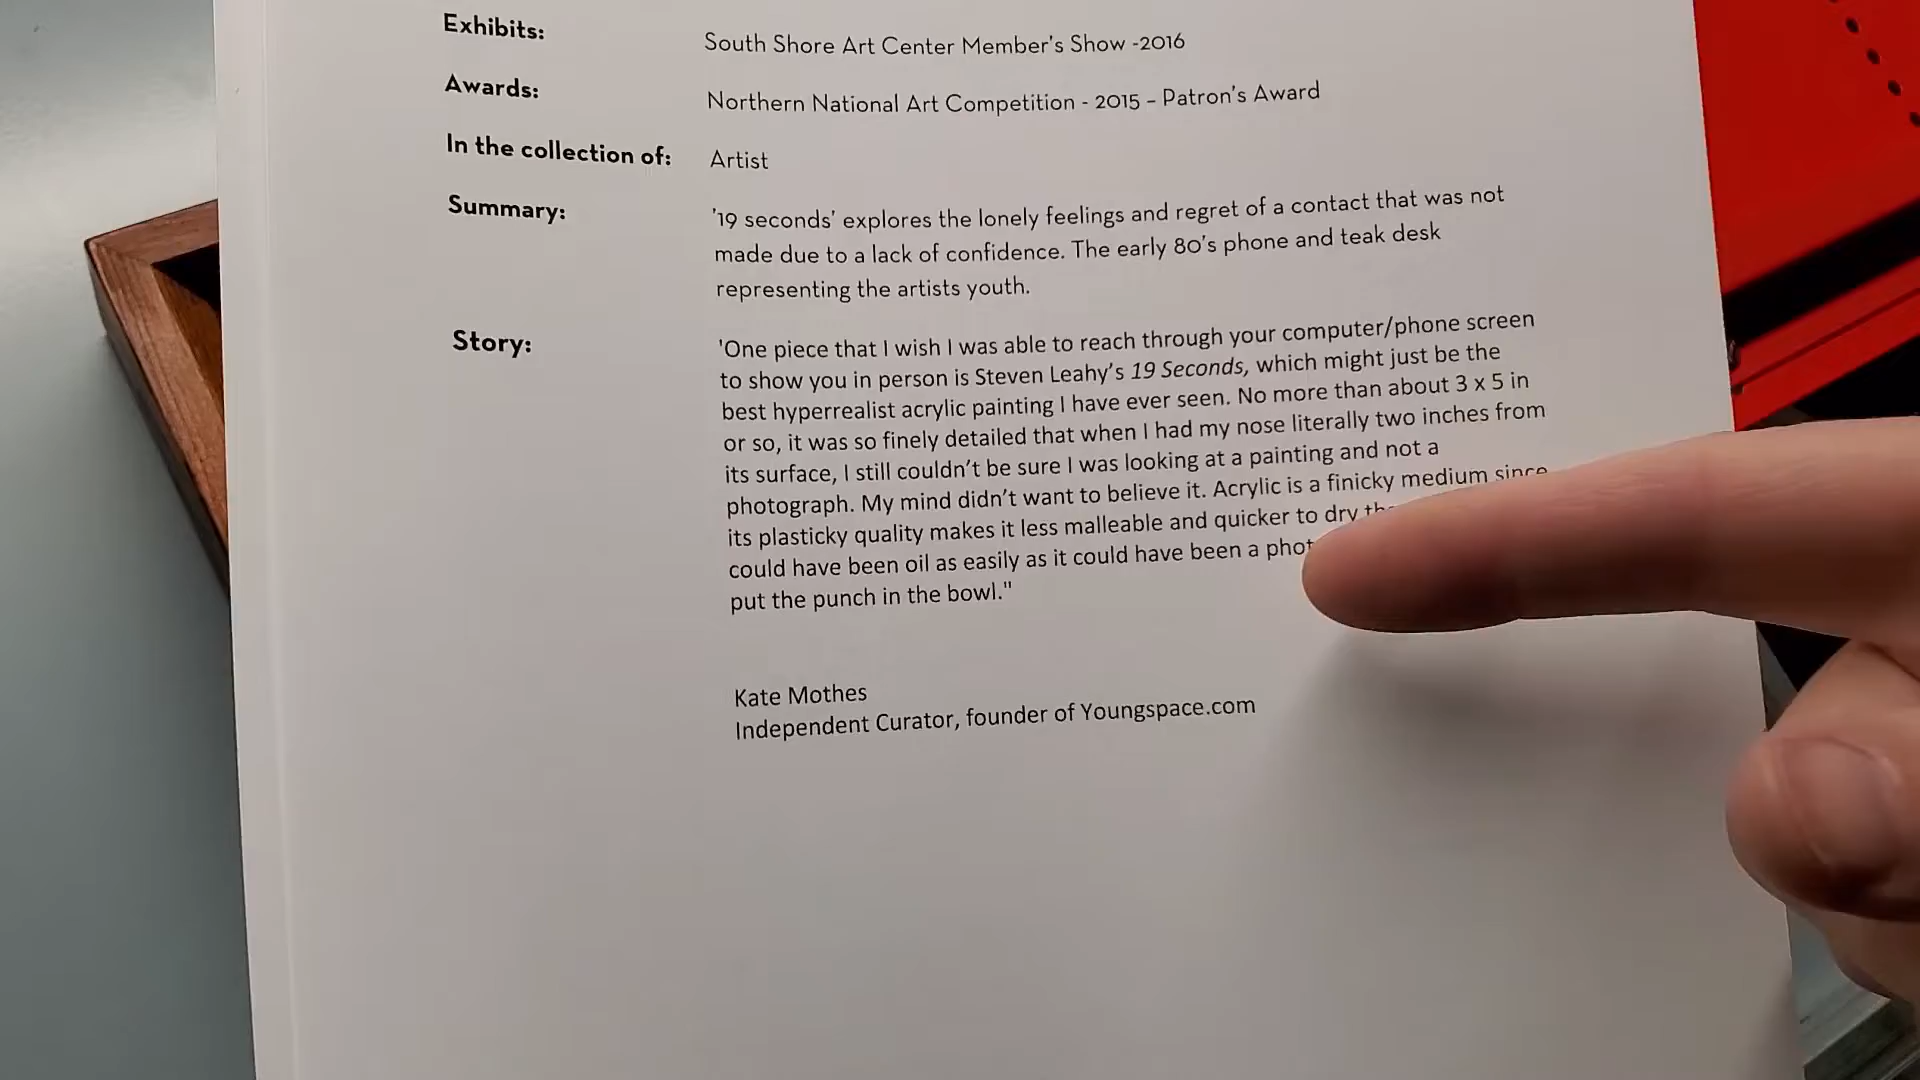 Exhibits: South Shore Art Center Member's Show -2016
Awards: Northern National Art Competition - 2015 – Patron's Award
In the collection of: Artist
Summary: '19 seconds' explores the lonely feelings and regret of a contact that was not
made due to a lack of confidence. The early 80's phone and teak desk
representing the artists youth.
Story: 'One piece that I wish I was able to reach through your computer/phone screen
to show you in person is Steven Leahy's 19 Seconds, which might just be the
best hyperrealist acrylic painting I have ever seen. No more than about 3 x 5 in
or so, it was so finely detailed that when I had my nose literally two inches from
its surface, I still couldn't be sure I was looking at a painting and not a
photograph. My mind didn't want to believe it. Acrylic is a finicky medium since
its plasticky quality makes it less malleable and quicker to dry
could have been oil as easily as it could have been a
put the punch in the bowl."
Kate Mothes
Independent Curator, founder of Youngspace.com